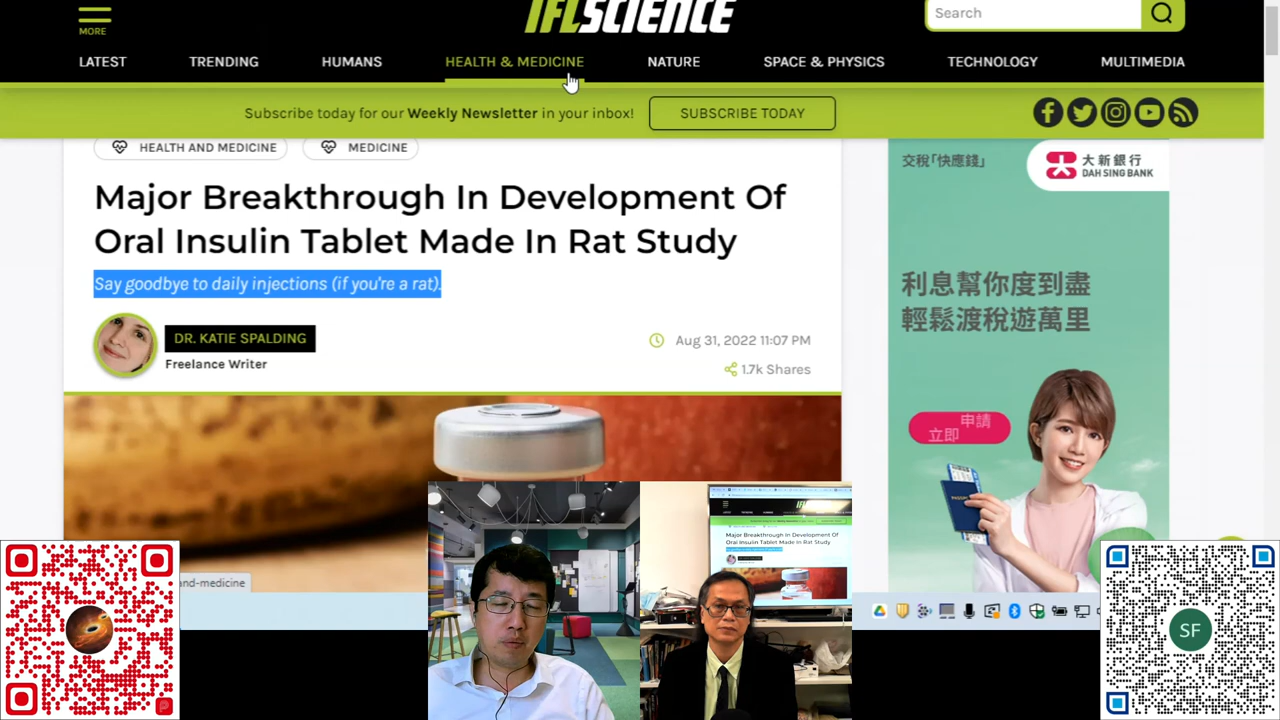 IFLSCIENCE
Search
MORE
LATEST
TRENDING
HUMANS
HEALTH & MEDICINE
NATURE
SPACE & PHYSICS
TECHNOLOGY
MULTIMEDIA
Subscribe today for our Weekly Newsletter in your inbox!
SUBSCRIBE TODAY
HEALTH AND MEDICINE
MEDICINE
Major Breakthrough In Development Of
Oral Insulin Tablet Made In Rat Study
Say goodbye to daily injections (if you're a rat).
DR. KATIE SPALDING
Freelance Writer
Aug 31, 2022 11:07 PM
1.7k Shares
交稅「快應錢」
大新銀行
DAH SING BANK
利息幫你度到盡
輕鬆渡稅遊萬里
申請
立即
PASSPORT
and-medicine
Major Breakthrough In Development Of
Oral Insulin Tablet Made In Rat Study
SF